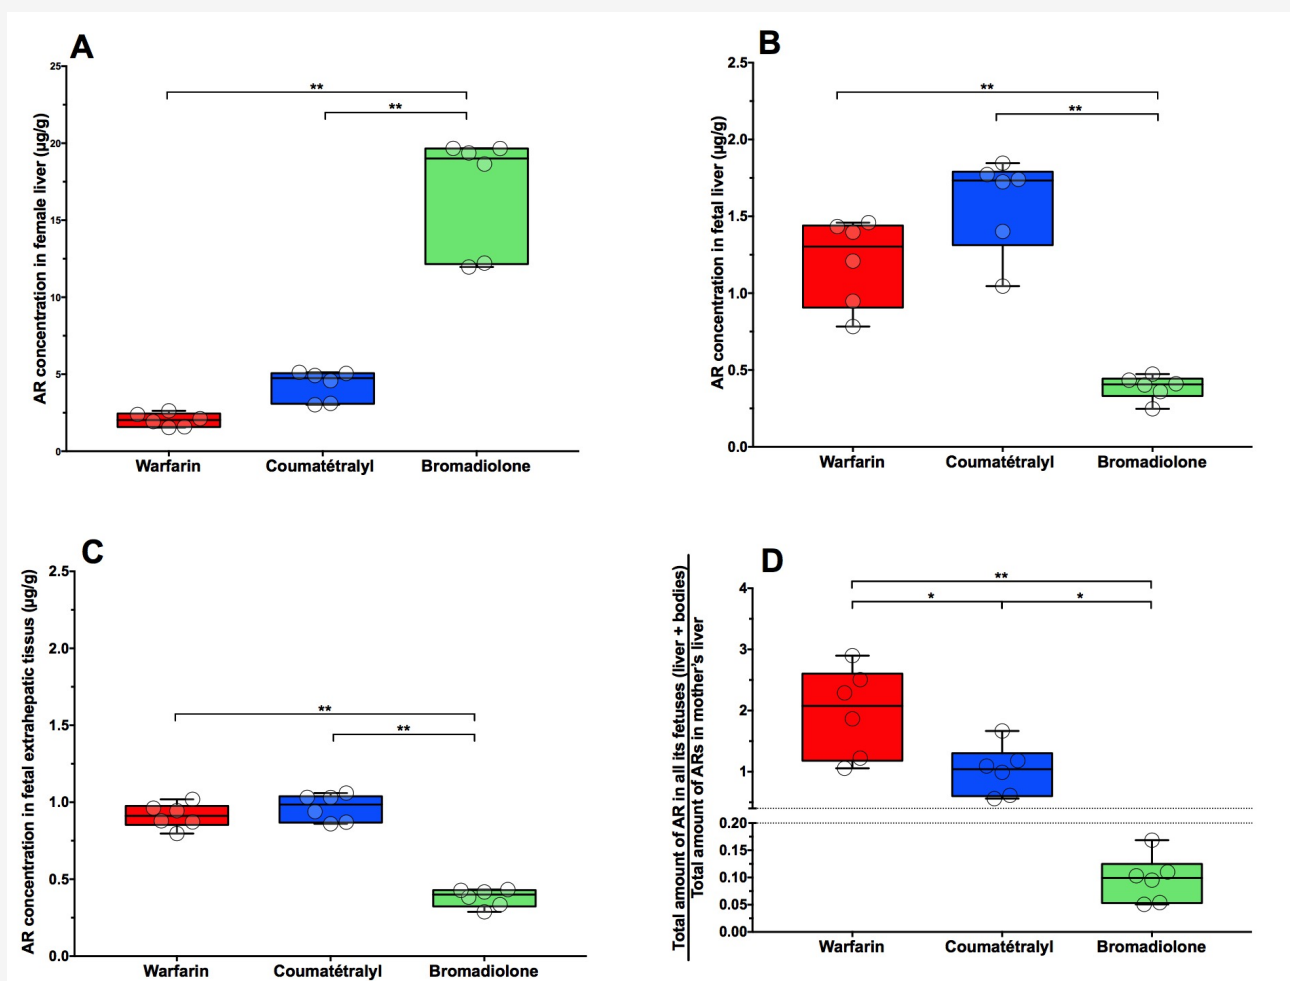 A
AR concentration in female liver (µg/g)
25
20
15
10
5
0
**
**
Warfarin
Coumatétralyl
Bromadiolone
B
AR concentration in fetal liver (µg/g)
2.5
2.0
1.5
1.0
0.5
0.0
**
**
Warfarin
Coumatétralyl
Bromadiolone
C
AR concentration in fetal extrahepatic tissus (µg/g)
2.5
2.0
1.5
1.0
0.5
0.0
**
**
Warfarin
Coumatétralyl
Bromadiolone
D
Total amount of AR in all its fetuses (liver + bodies)
Total amount of ARs in mother's liver
4
3
2
1
0.20
0.15
0.10
0.05
0.00
**
*
*
Warfarin
Coumatétralyl
Bromadiolone